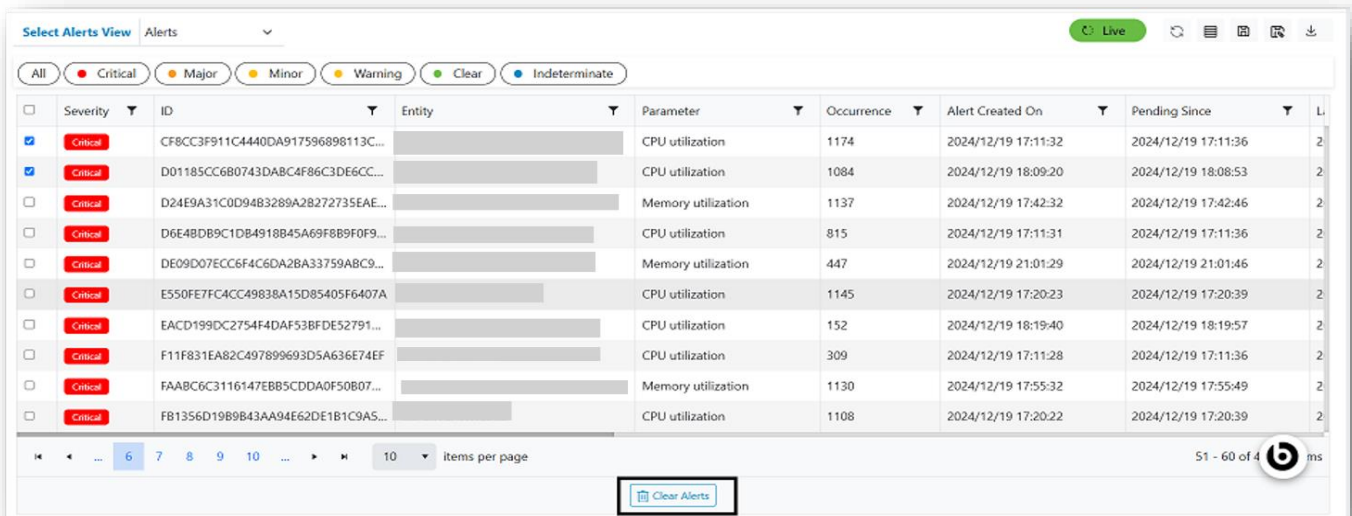 Select Alerts View Alerts Live
All Critical Major Minor Warning Clear Indeterminate
Severity ID Entity Parameter Occurrence Alert Created On Pending Since
Critical CF8CC3F911C4440DA917596898113C... CPU utilization 1174 2024/12/19 17:11:32 2024/12/19 17:11:36
Critical D01185CC6B0743DABC4F86C3DE6CC... CPU utilization 1084 2024/12/19 18:09:20 2024/12/19 18:08:53
Critical D24E9A31C0D94B3289A2B272735EAE... Memory utilization 1137 2024/12/19 17:42:32 2024/12/19 17:42:46
Critical D6E4BDB9C1DB4918B45A69F8B9F0F9... CPU utilization 815 2024/12/19 17:11:31 2024/12/19 17:11:36
Critical DE09D07ECC6F4C6DA2BA33759ABC9... Memory utilization 447 2024/12/19 21:01:29 2024/12/19 21:01:46
Critical E550FE7FC4CC49838A15D85405F6407A CPU utilization 1145 2024/12/19 17:20:23 2024/12/19 17:20:39
Critical EACD199DC2754F4DAF53BFDE52791... CPU utilization 152 2024/12/19 18:19:40 2024/12/19 18:19:57
Critical F11F831EA82C497899693D5A636E74EF CPU utilization 309 2024/12/19 17:11:28 2024/12/19 17:11:36
Critical FAABC6C3116147EBB5CDDA0F50B07... Memory utilization 1130 2024/12/19 17:55:32 2024/12/19 17:55:49
Critical FB1356D19B9B43AA94E62DE1B1C9A5... CPU utilization 1108 2024/12/19 17:20:22 2024/12/19 17:20:39
... 6 7 8 9 10 ... 10 items per page 51 - 60 of
Clear Alerts